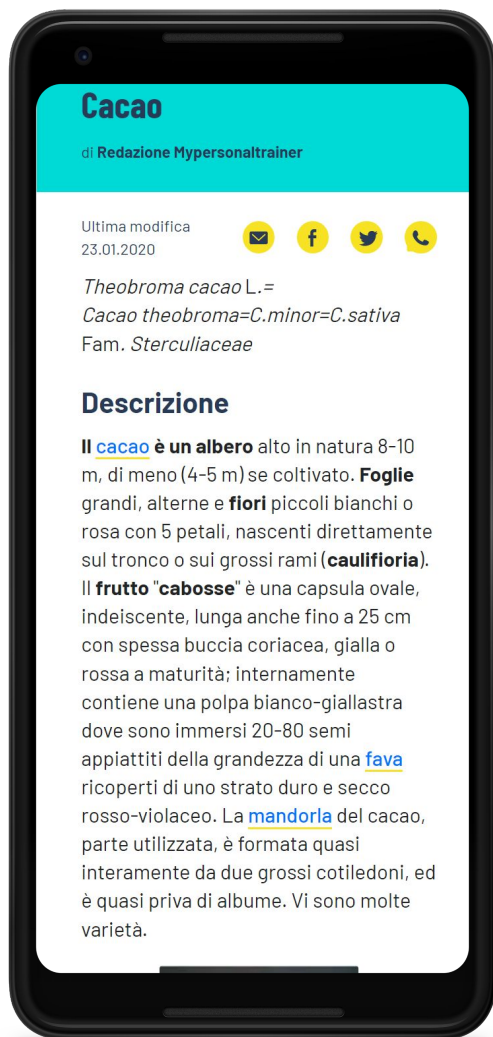 Cacao
di Redazione Mypersonaltrainer
Ultima modifica
23.01.2020
Theobroma cacao L.=
Cacao theobroma=C.minor=C.sativa
Fam. Sterculiaceae
Descrizione
Il cacao è un albero alto in natura 8-10
m, di meno (4-5 m) se coltivato. Foglie
grandi, alterne e fiori piccoli bianchi o
rosa con 5 petali, nascenti direttamente
sul tronco o sui grossi rami (caulifioria).
Il frutto "cabosse" è una capsula ovale,
indeiscente, lunga anche fino a 25 cm
con spessa buccia coriacea, gialla o
rossa a maturità; internamente
contiene una polpa bianco-giallastra
dove sono immersi 20-80 semi
appiattiti della grandezza di una fava
ricoperti di uno strato duro e secco
rosso-violaceo. La mandorla del cacao,
parte utilizzata, è formata quasi
interamente da due grossi cotiledoni, ed
è quasi priva di albume. Vi sono molte
varietà.